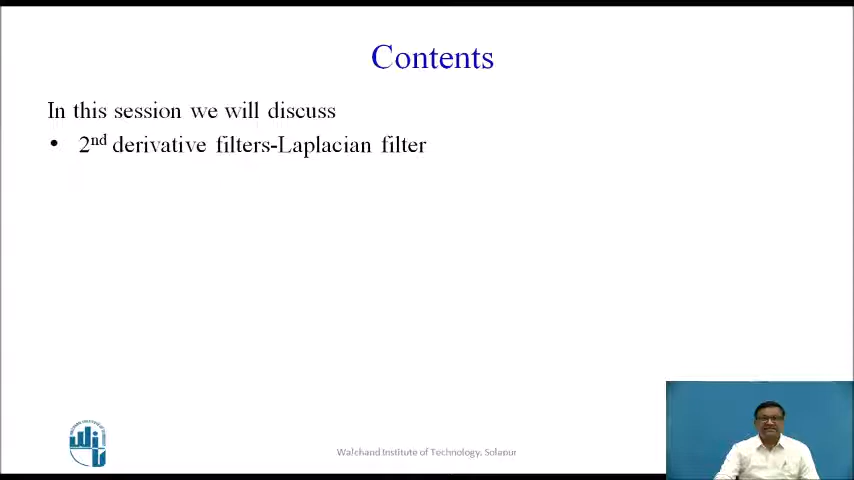 Contents
In this session we will discuss
• 2nd derivative filters-Laplacian filter
Walchand Institute of Technology, Solapur